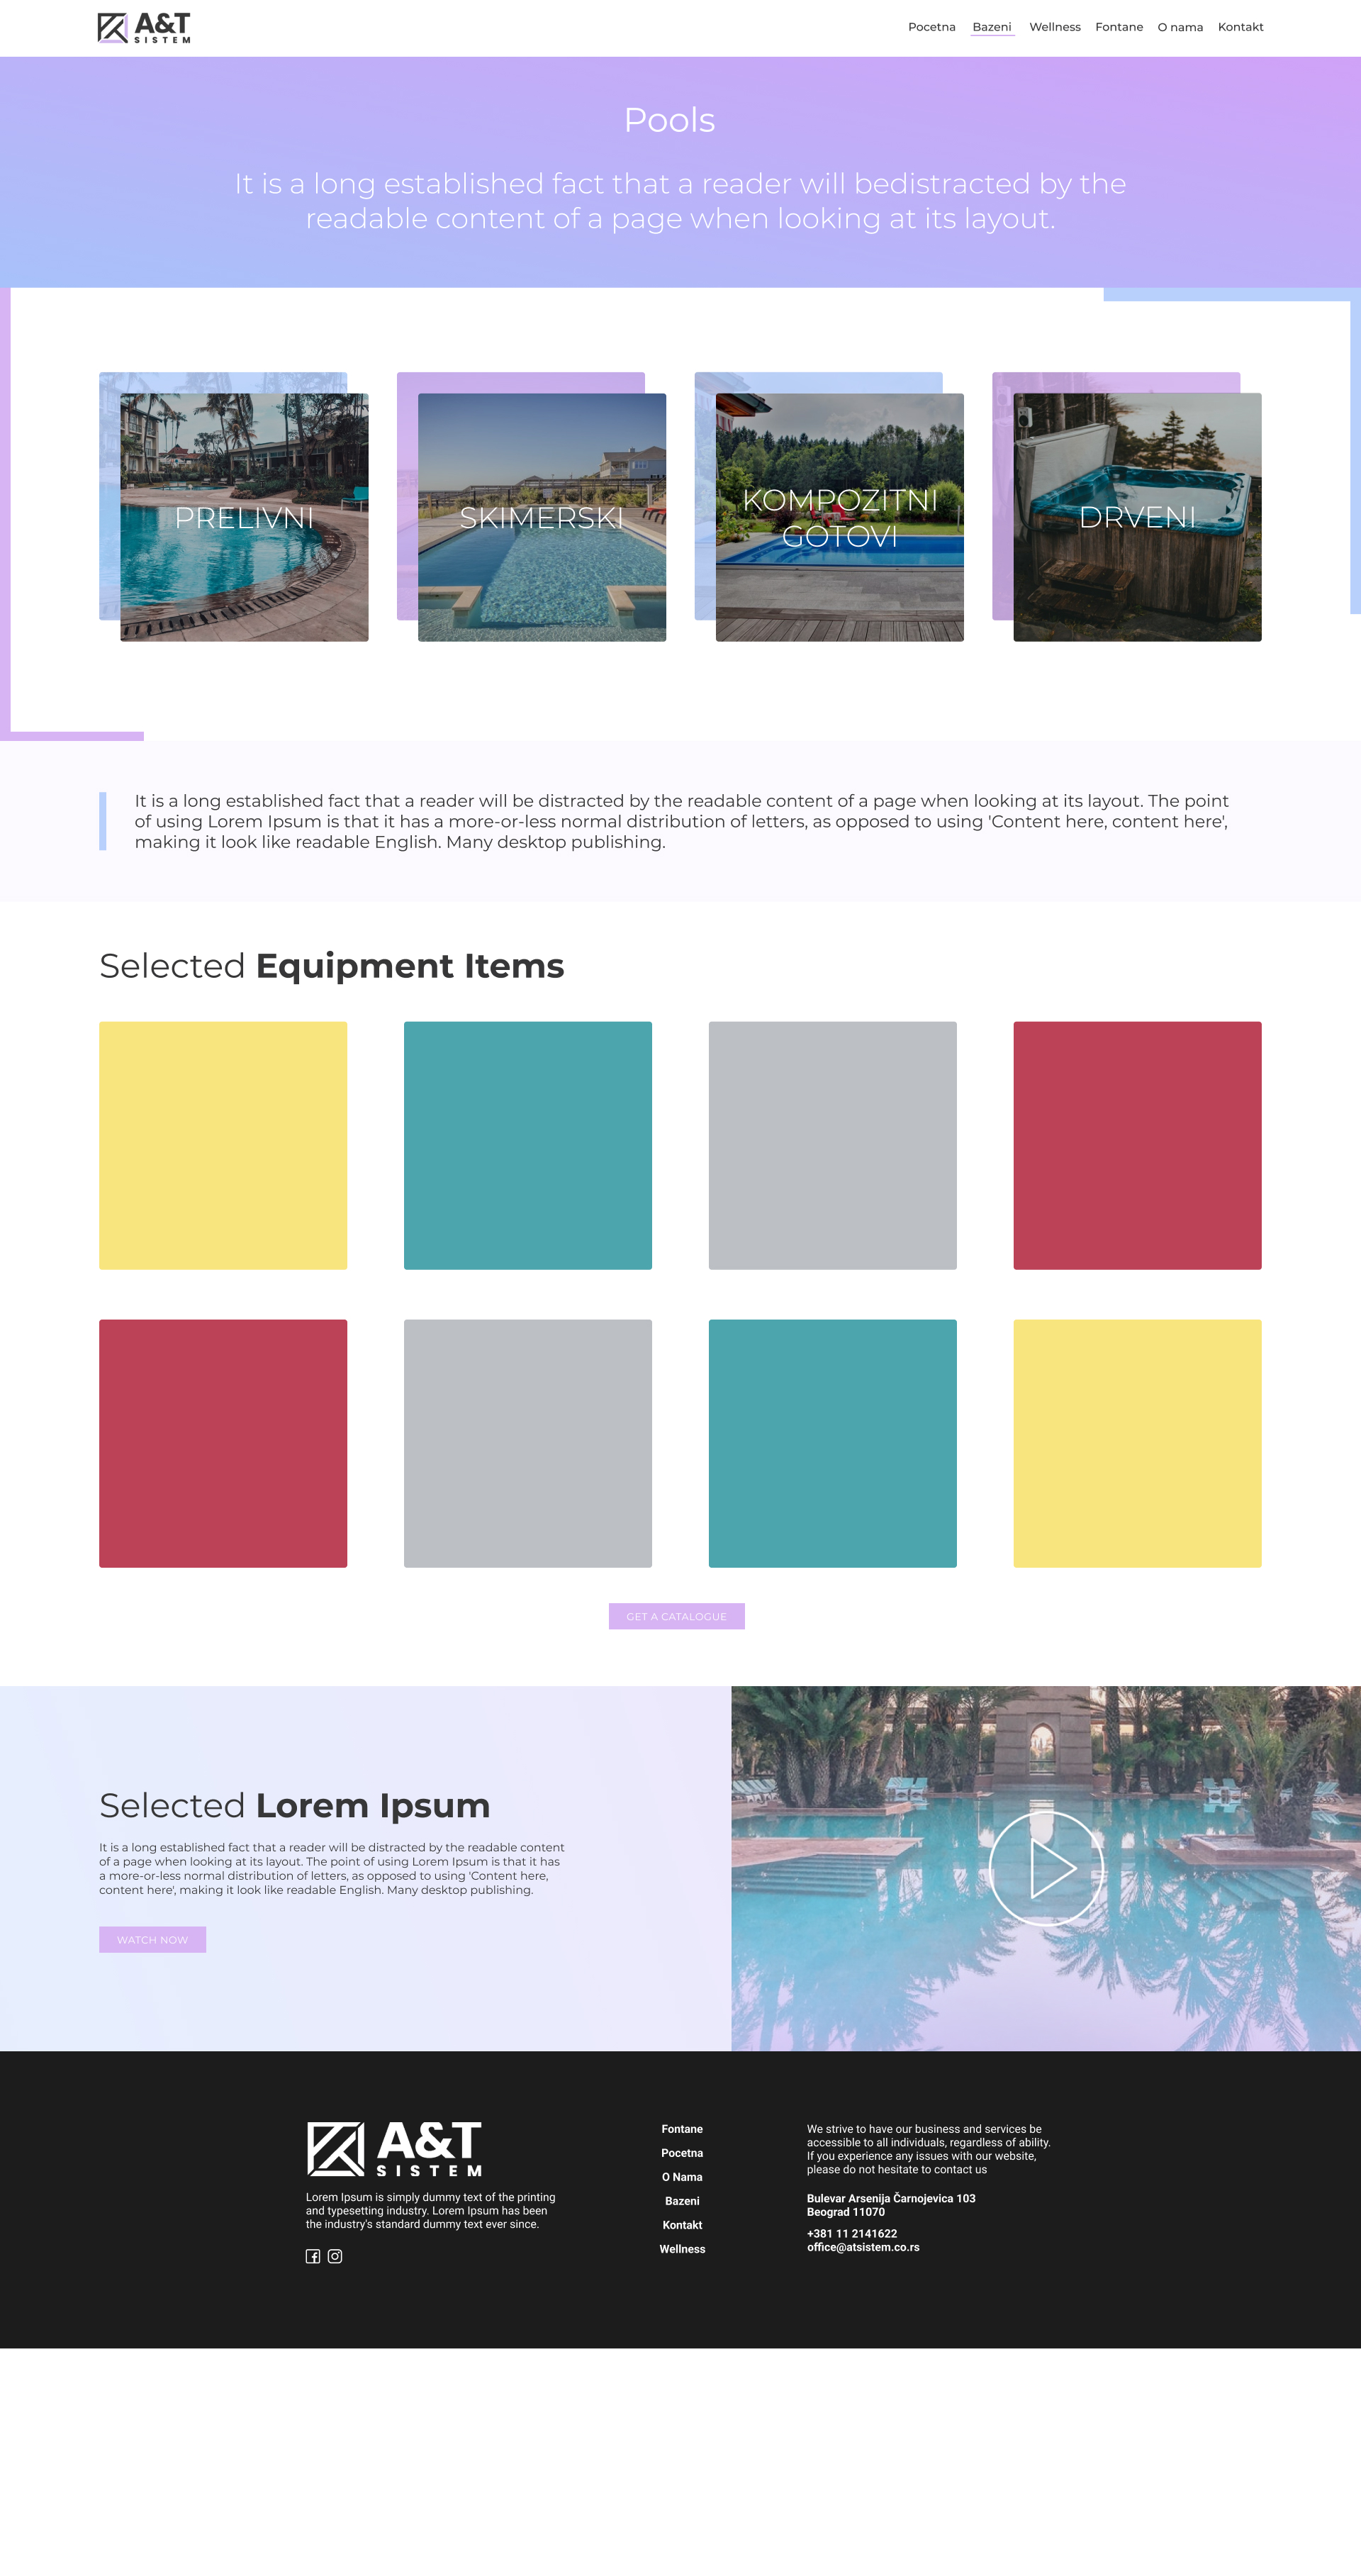 A&T
SISTEM
Pocetna
Bazeni
Wellness
Fontane
O nama
Kontakt
Pools
It is a long established fact that a reader will bedistracted by the
readable content of a page when looking at its layout.
PRELIVNI
SKIMERSKI
KOMPOZITNI
GOTOVI
DRVENI
It is a long established fact that a reader will be distracted by the readable content of a page when looking at its layout. The point
of using Lorem Ipsum is that it has a more-or-less normal distribution of letters, as opposed to using 'Content here, content here',
making it look like readable English. Many desktop publishing.
Selected Equipment Items
GET A CATALOGUE
Selected Lorem Ipsum
It is a long established fact that a reader will be distracted by the readable content
of a page when looking at its layout. The point of using Lorem Ipsum is that it has
a more-or-less normal distribution of letters, as opposed to using 'Content here,
content here', making it look like readable English. Many desktop publishing.
WATCH NOW
A&T
SISTEM
Lorem Ipsum is simply dummy text of the printing
and typesetting industry. Lorem Ipsum has been
the industry's standard dummy text ever since.
Fontane
Pocetna
O Nama
Bazeni
Kontakt
Wellness
We strive to have our business and services be
accessible to all individuals, regardless of ability.
If you experience any issues with our website,
please do not hesitate to contact us
Bulevar Arsenija Čarnojevica 103
Beograd 11070
+381 11 2141622
office@atsistem.co.rs